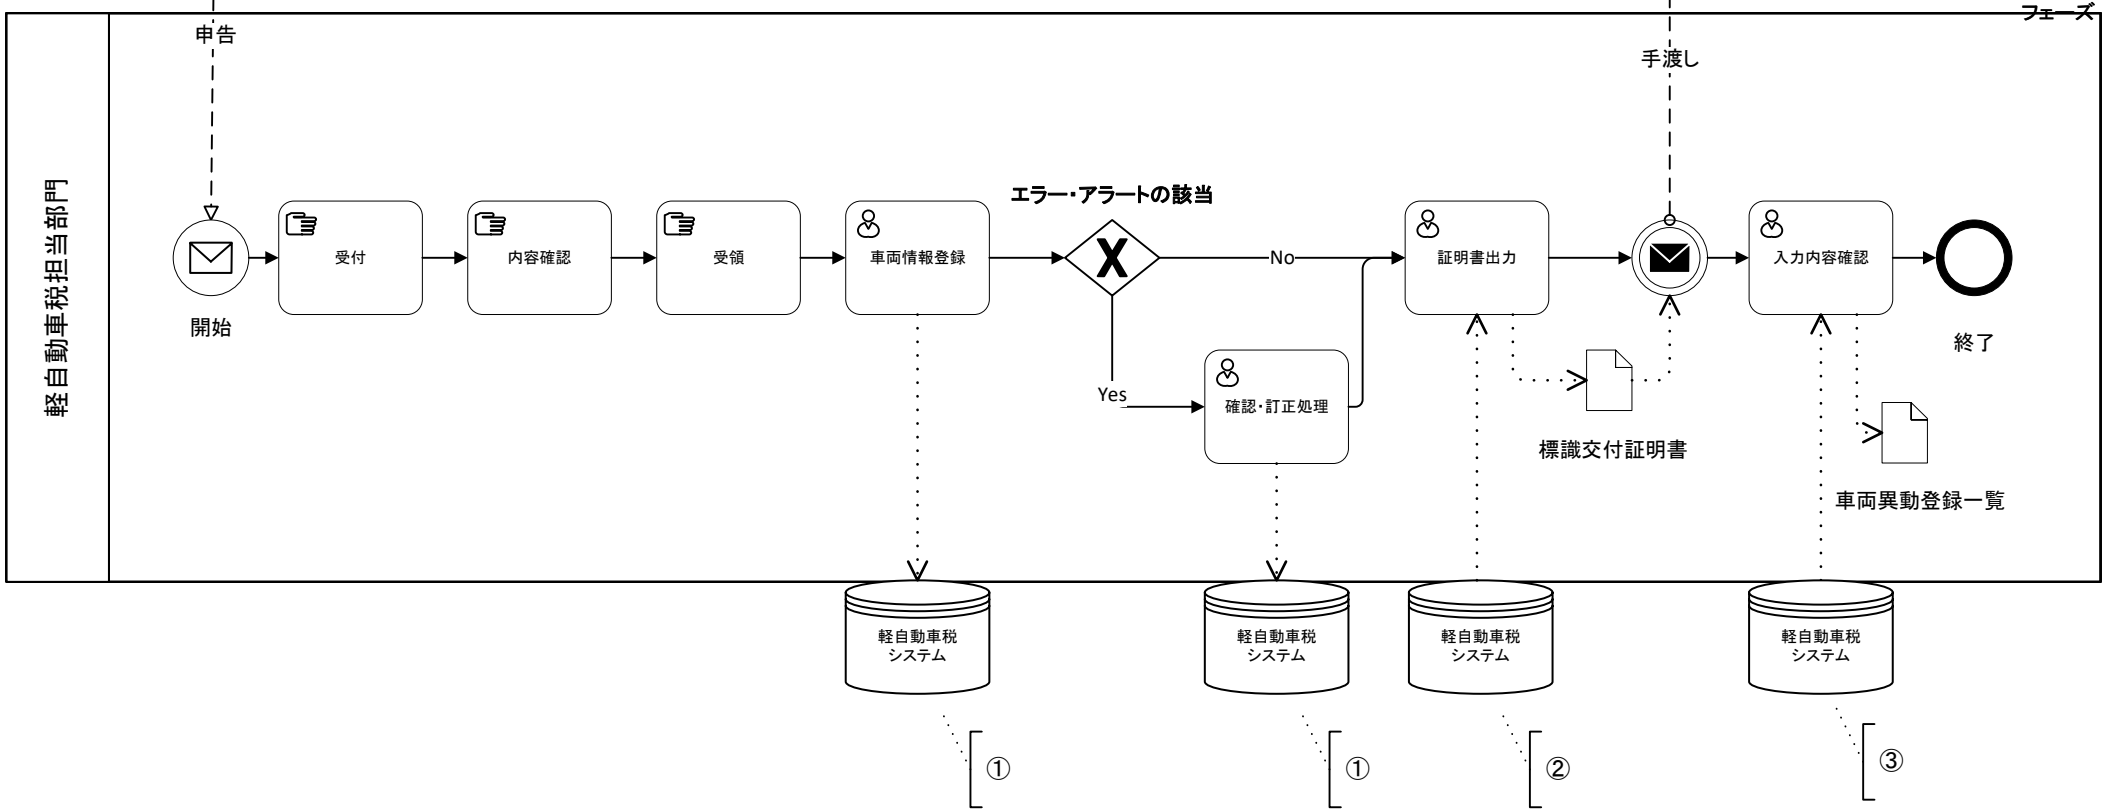 フェーズ
申告
手渡し
軽自動車税担当部門
エラー・アラートの該当
受付
内容確認
受領
車両情報登録
No
証明書出力
入力内容確認
開始
終了
Yes
確認・訂正処理
標識交付証明書
車両異動登録一覧
軽自動車税
システム
軽自動車税
システム
軽自動車税
システム
軽自動車税
システム
①
①
②
③